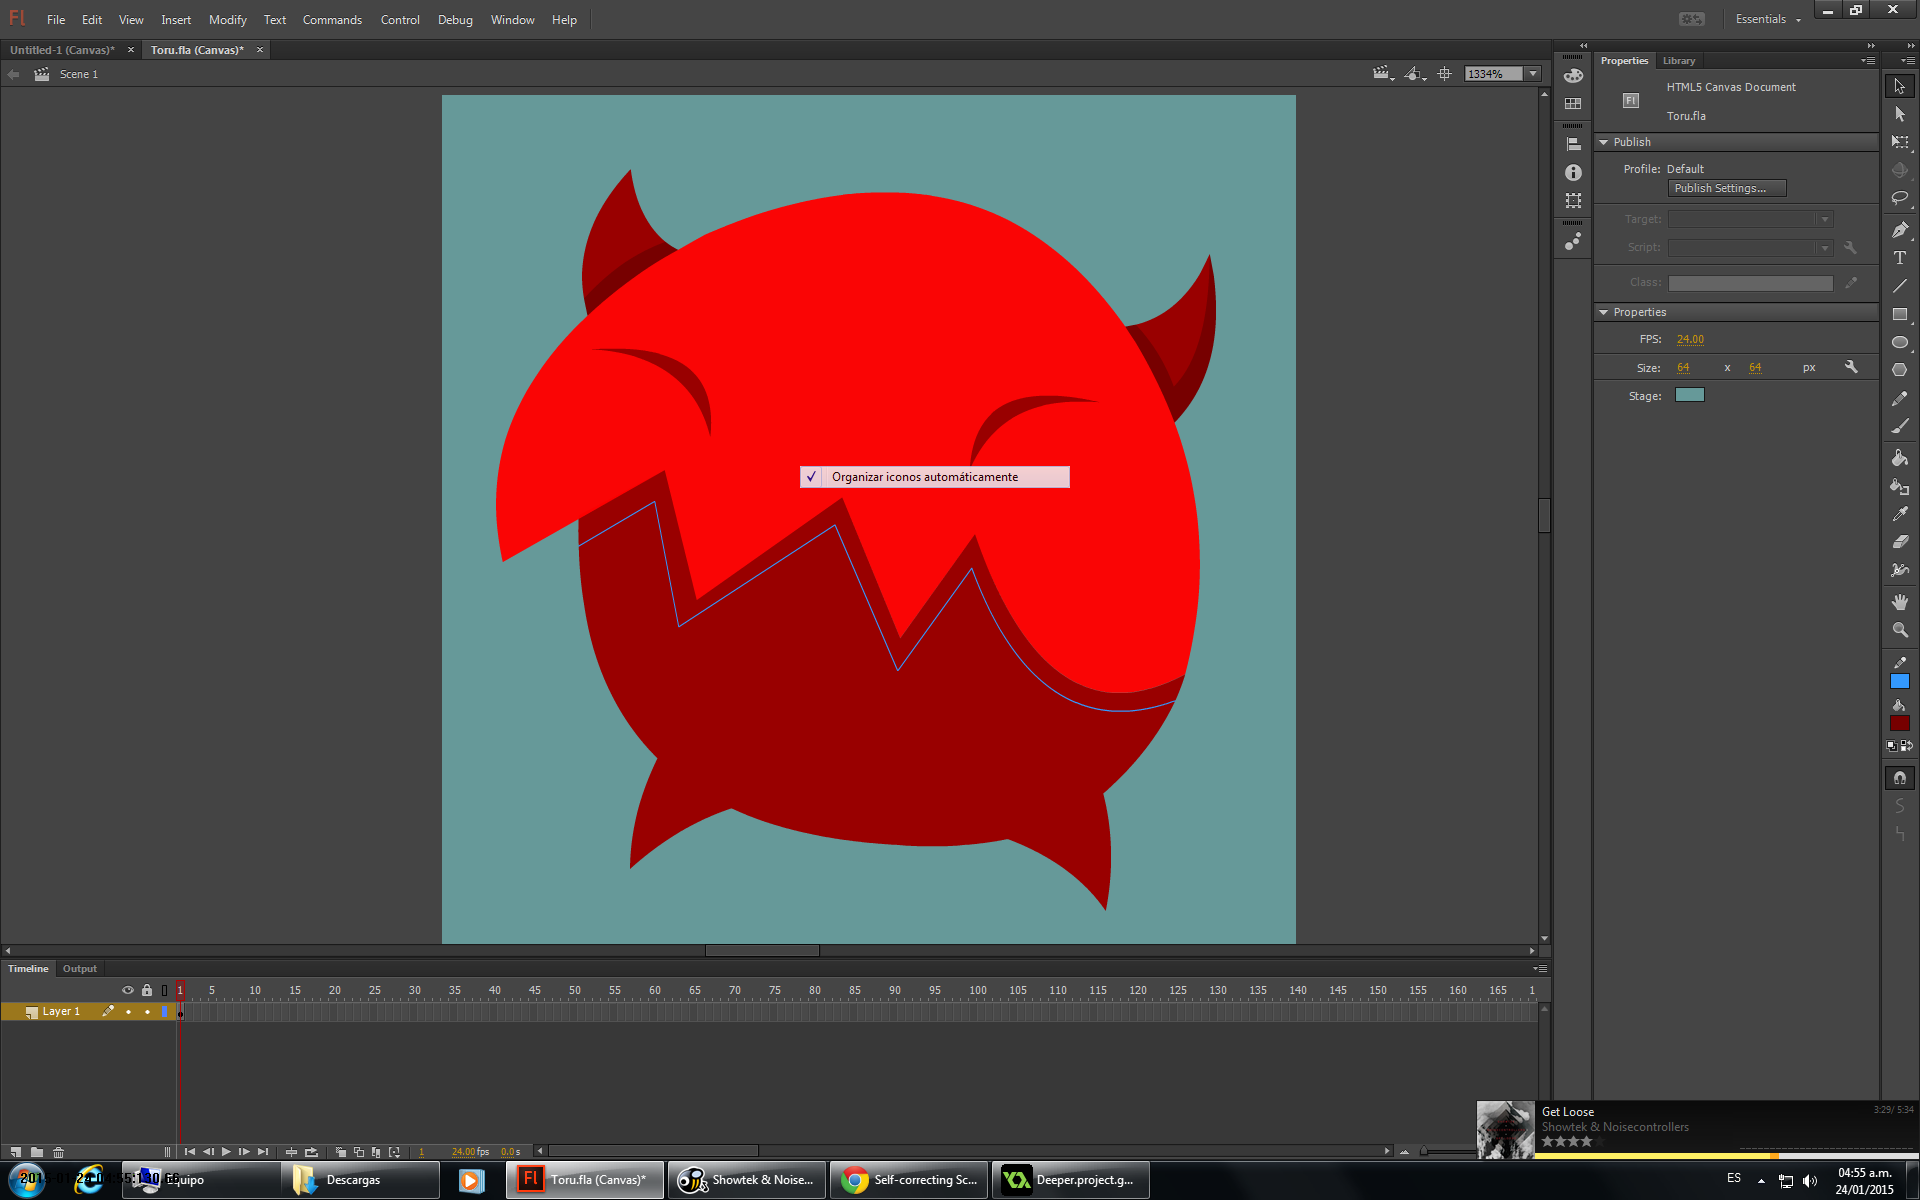 Fl File Edit View Insert Modify Text Commands Control Debug Window Help Essentials
Untitled-1 (Canvas)* × Toru.fla (Canvas)* ×
Scene 1
1334%
Properties Library
HTML5 Canvas Document
Fl
Toru.fla
Publish
Profile: Default
Publish Settings...
Target:
Script:
Class:
Properties
FPS: 24.00
Size: 64 x 64 px
Stage:
Organizar iconos automáticamente
Timeline Output
1 5 10 15 20 25 30 35 40 45 50 55 60 65 70 75 80 85 90 95 100 105 110 115 120 125 130 135 140 145 150 155 160 165 1
Layer 1
1 24.00 fps 0.0 s
Get Loose 3:29/ 5:34
Showtek & Noisecontrollers
Equipo
Descargas
Fl Toru.fla (Canvas)*
Showtek & Noise...
Self-correcting Sc...
Deeper.project.g...
ES
04:55 a.m.
24/01/2015